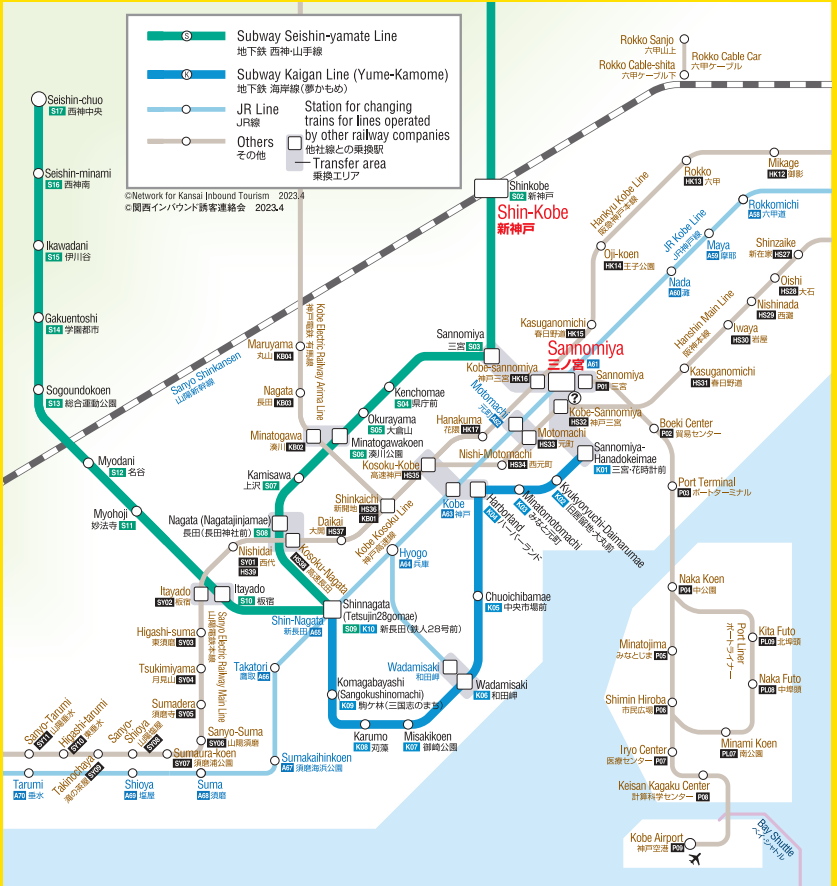 Subway Seishin-yamate Line
地下鉄 西神・山手線
Subway Kaigan Line (Yume-Kamome)
地下鉄 海岸線(夢かもめ)
JR Line
JR線
Others
その他
Station for changing
trains for lines operated
by other railway companies
他社線との乗換駅
Transfer area
乗換エリア
©Network for Kansai Inbound Tourism 2023.4
©関西インバウンド誘客連絡会 2023.4
Rokko Sanjo
六甲山上
Rokko Cable Car
六甲ケーブル
Rokko Cable-shita
六甲ケーブル下
Seishin-chuo
S17 西神中央
Seishin-minami
S16 西神南
Ikawadani
S15 伊川谷
Gakuentoshi
S14 学園都市
Sogoundokoen
S13 総合運動公園
Myodani
S12 名谷
Myohoji
妙法寺 S11
Sanyo Shinkansen
山陽新幹線
Shinkobe
S02 新神戸
Shin-Kobe
新神戸
Mikage
HK12 御影
Rokko
HK13 六甲
Hankyu Kobe Line
阪急神戸本線
Oji-koen
HK14 王子公園
Kasuganomichi
春日野道 HK15
JR Kobe Line
JR神戸線
Rokkomichi
A58 六甲道
Maya
A59 摩耶
Nada
A60 灘
Shinzaike
新在家 HS27
Oishi
HS28 大石
Nishinada
HS29 西灘
Iwaya
HS30 岩屋
Kasuganomichi
HS31 春日野道
Hanshin Main Line
阪神本線
Kobe Electric Railway Arima Line
神戸電鉄 有馬線
Maruyama
丸山 KB04
Nagata
長田 KB03
Minatogawa
湊川 KB02
Sannomiya
三宮 S03
Kenchomae
S04 県庁前
Okurayama
S05 大倉山
Minatogawakoen
S06 湊川公園
Kamisawa
上沢 S07
Nagata (Nagatajinjamae)
長田(長田神社前) S08
Sannomiya
三ノ宮 A61
Kobe-sannomiya
神戸三宮 HK16
Sannomiya
P01 三宮
?
Kobe-Sannomiya
HS32 神戸三宮
Motomachi
元町 A62
Motomachi
HS33 元町
Hanakuma
花隈 HK17
Nishi-Motomachi
HS34 西元町
Kosoku-Kobe
高速神戸 HS35
Shinkaichi
新開地 HS36
KB01
Daikai
大開 HS37
Kosoku-Nagata
HS38 高速長田
Kobe Kosoku Line
神戸高速線
Kobe
A63 神戸
Hyogo
A64 兵庫
Sannomiya-
Hanadokeimae
K01 三宮・花時計前
Kyukyoryuchi-Daimarumae
K02 旧居留地・大丸前
Minatomotomachi
K03 みなと元町
Harborland
K04 ハーバーランド
Chuoichibamae
K05 中央市場前
Wadamisaki
和田岬
Wadamisaki
K06 和田岬
Misakikoen
K07 御崎公園
Karumo
K08 苅藻
Komagabayashi
(Sangokushinomachi)
K09 駒ケ林(三国志のまち)
Shinnagata
(Tetsujin28gomae)
S09 K10 新長田(鉄人28号前)
Shin-Nagata
新長田 A65
Nishidai
SY01 西代
HS39
Itayado
SY02 板宿
Itayado
S10 板宿
Sanyo Electric Railway Main Line
山陽電鉄本線
Higashi-suma
東須磨 SY03
Tsukimiyama
月見山 SY04
Sumadera
須磨寺 SY05
Sanyo-Suma
SY06 山陽須磨
Sumaura-koen
SY07 須磨浦公園
Sanyo-
Shioya
山陽塩屋
SY08
Takinochaya
滝の茶屋 SY09
Higashi-tarumi
SY10 東垂水
Sanyo-Tarumi
SY11 山陽垂水
Takatori
鷹取 A66
Sumakaihinkoen
A67 須磨海浜公園
Suma
A68 須磨
Shioya
A69 塩屋
Tarumi
A70 垂水
Boeki Center
P02 貿易センター
Port Terminal
P03 ポートターミナル
Naka Koen
P04 中公園
Minatojima
みなとじま P05
Shimin Hiroba
市民広場 P06
Iryo Center
医療センター P07
Keisan Kagaku Center
計算科学センター P08
Kobe Airport
神戸空港 P09
Port Liner
ポートライナー
Kita Futo
PL09 北埠頭
Naka Futo
PL08 中埠頭
Minami Koen
PL07 南公園
Bay Shuttle
ベイ・シャトル